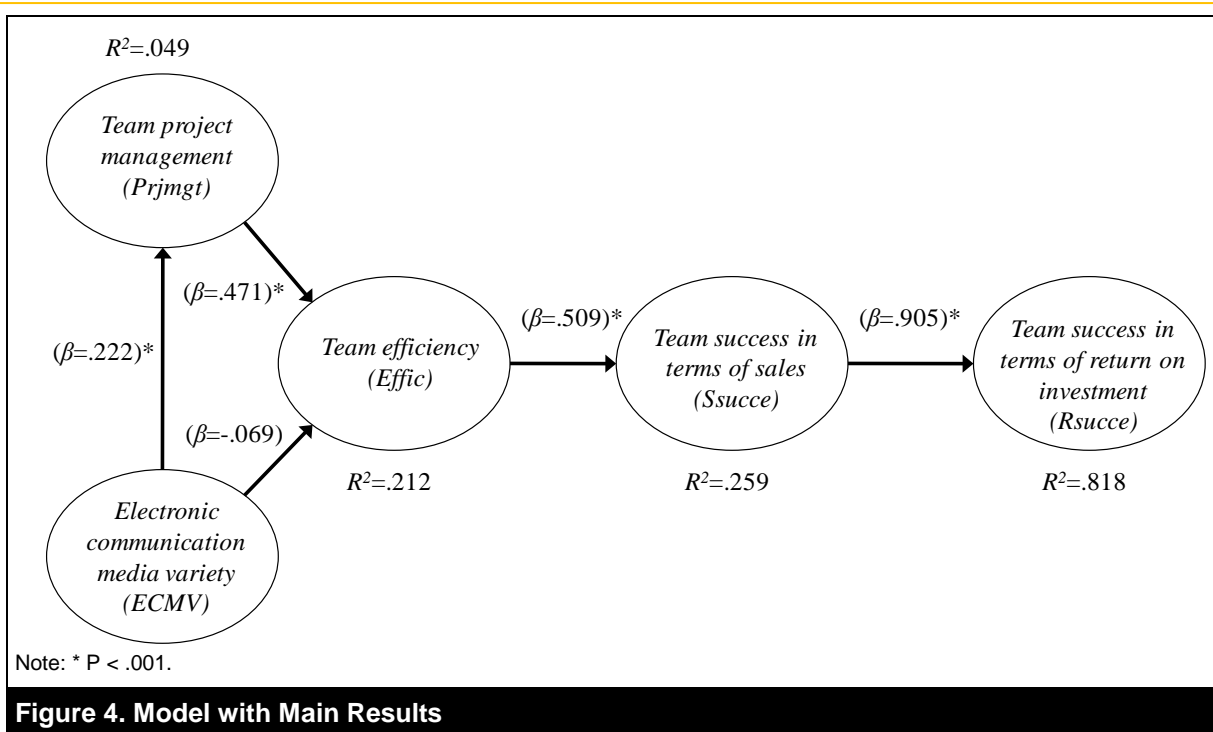 R²=.049
Team project
management
(Prjmgt)
(β=.471)*
(β=.222)*
(β=-.069)
Electronic
communication
media variety
(ECMV)
Team efficiency
(Effic)
R²=.212
(β=.509)*
Team success in
terms of sales
(Ssucce)
R²=.259
(β=.905)*
Team success in
terms of return on
investment
(Rsucce)
R²=.818
Note: * P < .001.
Figure 4. Model with Main Results